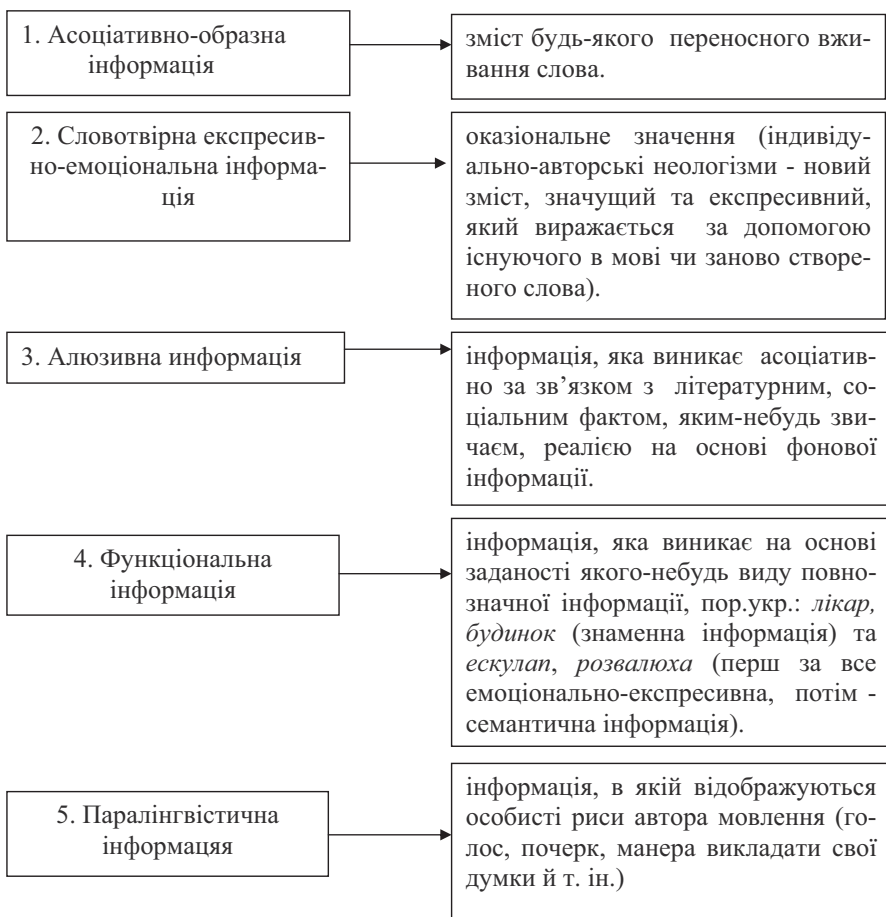 1. Асоціативно-образна
інформація
зміст будь-якого переносного вжи-
вання слова.
2. Словотвірна експресив-
но-емоціональна інформа-
ція
оказіональне значення (індивіду-
ально-авторські неологізми - новий
зміст, значущий та експресивний,
який виражається за допомогою
існуючого в мові чи заново створе-
ного слова).
3. Алюзивна информація
інформація, яка виникає асоціатив-
но за зв’язком з літературним, со-
ціальним фактом, яким-небудь зви-
чаєм, реалією на основі фонової
інформації.
4. Функціональна
інформація
інформація, яка виникає на основі
заданості якого-небудь виду повно-
значної інформації, пор.укр.: лікар,
будинок (знаменна інформація) та
ескулап, розвалюха (перш за все
емоціонально-експресивна, потім -
семантична інформація).
5. Паралінгвістична
інформацяя
інформація, в якій відображуються
особисті риси автора мовлення (го-
лос, почерк, манера викладати свої
думки й т. ін.)